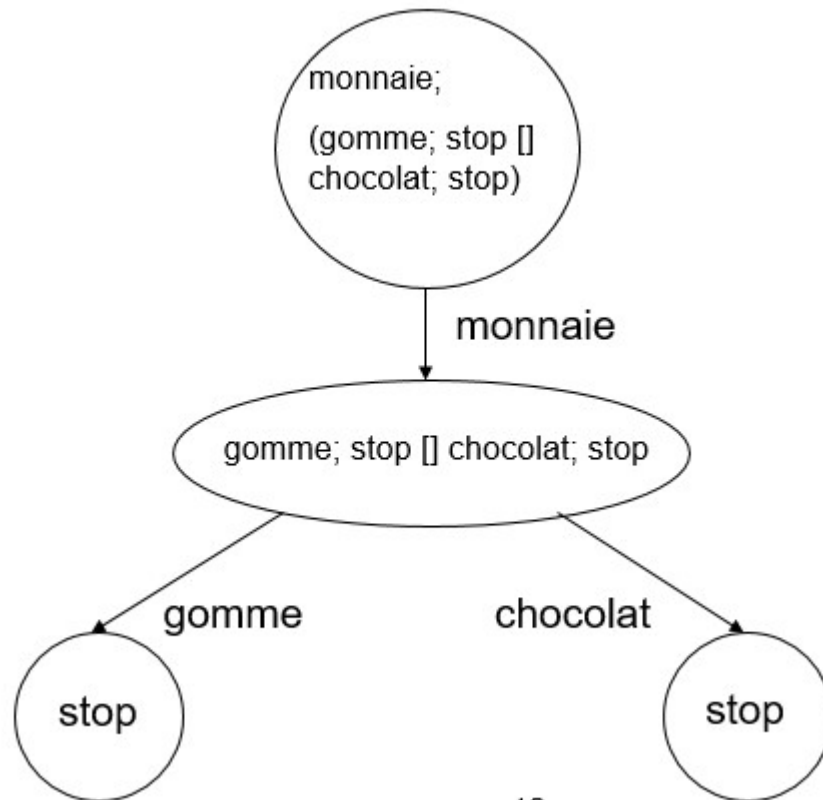 monnaie;
(gomme; stop []
chocolat; stop)
monnaie
gomme; stop [] chocolat; stop
gomme
chocolat
stop
stop